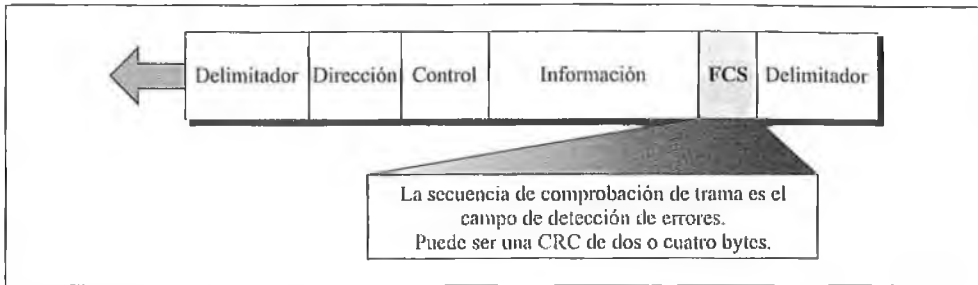 Delimitador Dirección Control Información FCS Delimitador
La secuencia de comprobación de trama es el
campo de detección de errores.
Puede ser una CRC de dos o cuatro bytes.